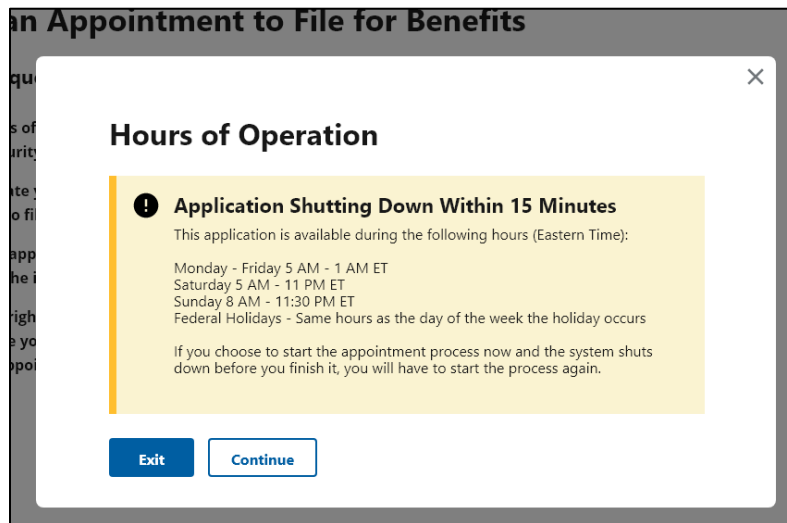 an Appointment to File for Benefits
Hours of Operation
Application Shutting Down Within 15 Minutes
This application is available during the following hours (Eastern Time):
Monday - Friday 5 AM - 1 AM ET
Saturday 5 AM - 11 PM ET
Sunday 8 AM - 11:30 PM ET
Federal Holidays - Same hours as the day of the week the holiday occurs
If you choose to start the appointment process now and the system shuts
down before you finish it, you will have to start the process again.
Exit Continue